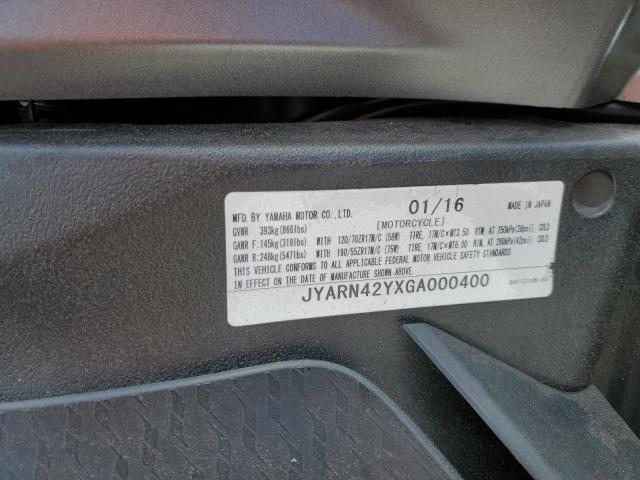 MFD. BY YAMAHA MOTOR CO., LTD. 01/16 MADE IN JAPAN
GVWR 393kg(866lbs) [MOTORCYCLE]
GAWR F.145kg(319lbs) WITH 120/70ZR17M/C (58W) TIRE, 17M/C×MT3.50 RIM, AT 250kPa(36psi), COLD
GAWR R.248kg(547lbs) WITH 190/55ZR17M/C (75W) TIRE, 17M/C×MT6.00 RIM, AT 290kPa(42psi), COLD
THIS VEHICLE CONFORMS TO ALL APPLICABLE FEDERAL MOTOR VEHICLE SAFETY STANDARDS
IN EFFECT ON THE DATE OF MANUFACTURE SHOWN ABOVE.
JYARN42YXGA000400